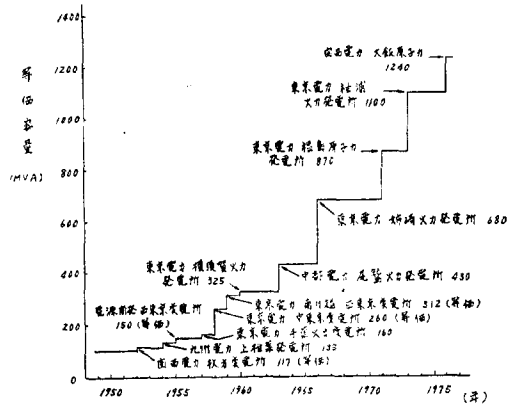 等価容量
(MVA)
1400
1200
1000
800
600
400
200
0
関西電力 大飯原子力
1240
東京電力 袖ヶ浦
火力発電所 1100
東京電力 福島原子力
発電所 870
東京電力 姉崎火力発電所 680
東京電力 横須賀火力
発電所 325
中部電力 尾鷲火力発電所 430
電源開発 西東京変電所
150 (等価)
東京電力 312 (等価)
東京電力 中東京変電所 260 (等価)
東京電力 千葉火力発電所 160
九州電力 上椎葉発電所 135
関西電力 枚方変電所 117 (等価)
1950
1955
1960
1965
1970
1975
(年)